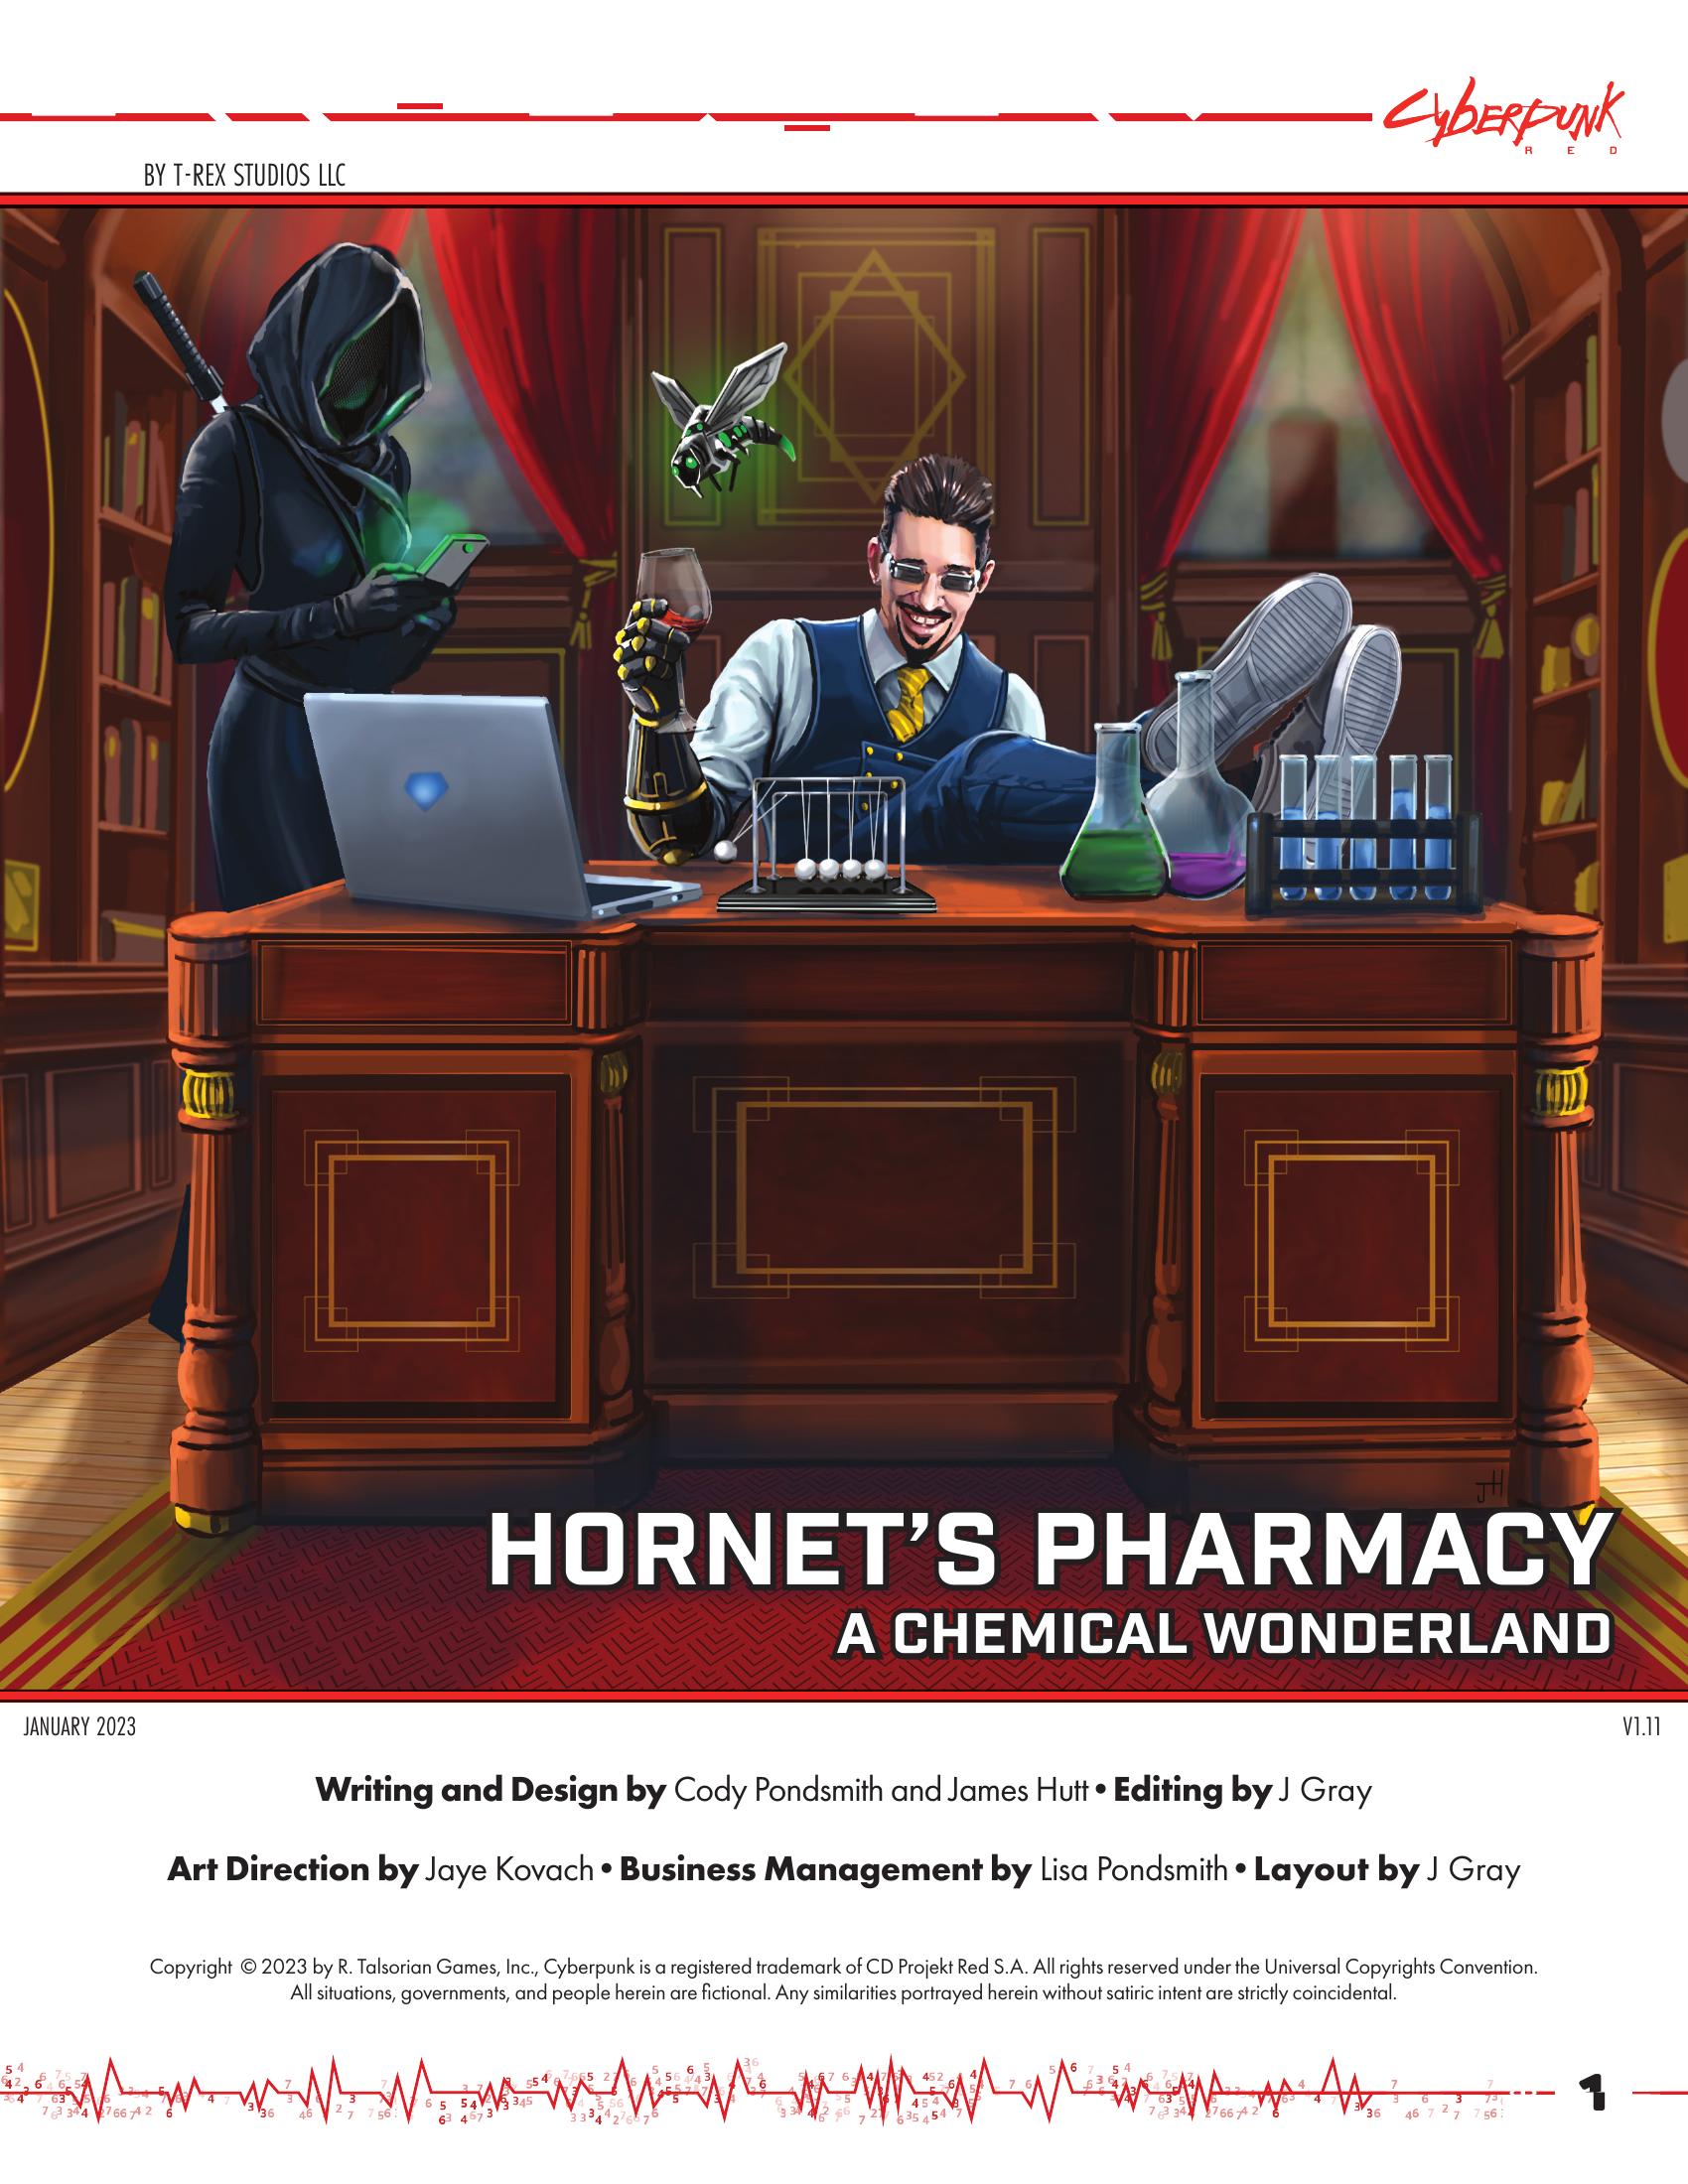 CYBERPUNK
RED
BY T-REX STUDIOS LLC
JH
HORNET'S PHARMACY
A CHEMICAL WONDERLAND
JANUARY 2023
V1.11
Writing and Design by Cody Pondsmith and James Hutt • Editing by J Gray
Art Direction by Jaye Kovach • Business Management by Lisa Pondsmith • Layout by J Gray
Copyright © 2023 by R. Talsorian Games, Inc., Cyberpunk is a registered trademark of CD Projekt Red S.A. All rights reserved under the Universal Copyrights Convention.
All situations, governments, and people herein are fictional. Any similarities portrayed herein without satiric intent are strictly coincidental.
1